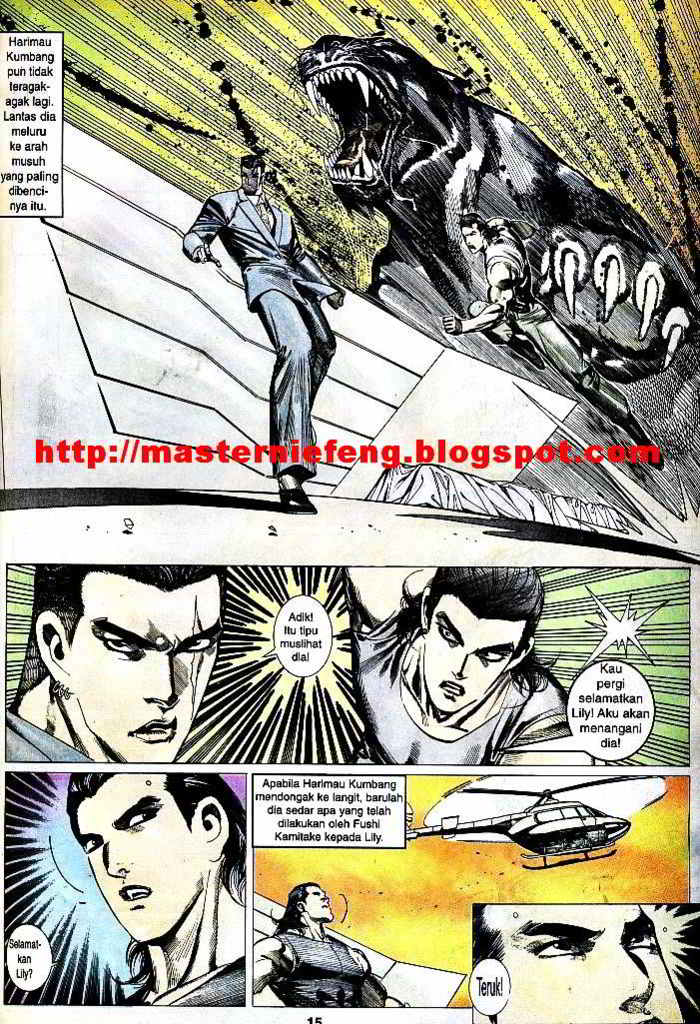 Harimau
Kumbang
pun tidak
teragak-
agak lagi.
Lantas dia
meluru
ke arah
musuh
yang paling
dibenci-
nya itu.
http://masterniefeng.blogspot.com
Adik!
Itu tipu
muslihat
dia!
Kau
pergi
selamatkan
Lily! Aku akan
menangani
dia!
Selamat-
kan
Lily?
Apabila Harimau Kumbang
mendongak ke langit, barulah
dia sedar apa yang telah
dilakukan oleh Fushi
Kamitake kepada Lily.
Teruk!
15